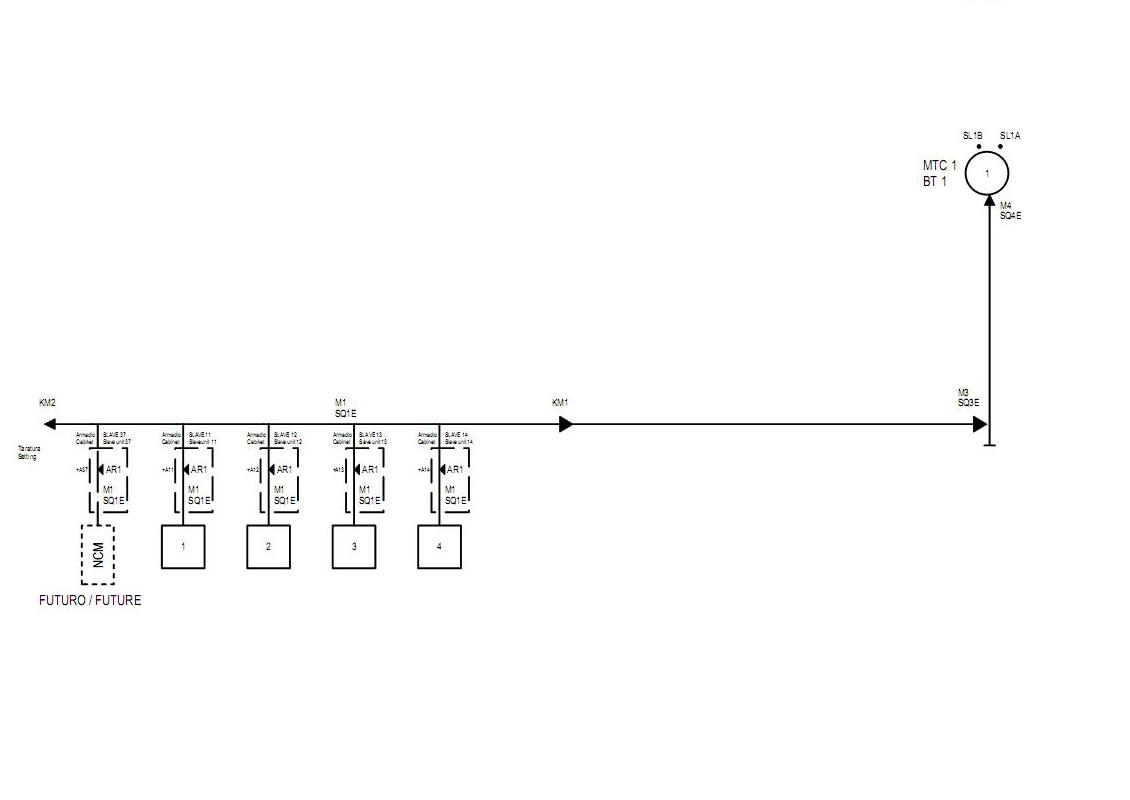 SL1B SL1A
MTC 1
BT 1
1
M4
SQ4E
KM2
M1
SQ1E
KM1
M3
SQ3E
Taratura
Setting
Armadio
Cabinet
SLAVE 37
Slave unit 37
+A37
AR1
M1
SQ1E
NCM
Armadio
Cabinet
SLAVE 11
Slave unit 11
+A11
AR1
M1
SQ1E
1
Armadio
Cabinet
SLAVE 12
Slave unit 12
+A12
AR1
M1
SQ1E
2
Armadio
Cabinet
SLAVE 13
Slave unit 13
+A13
AR1
M1
SQ1E
3
Armadio
Cabinet
SLAVE 14
Slave unit 14
+A14
AR1
M1
SQ1E
4
FUTURO / FUTURE